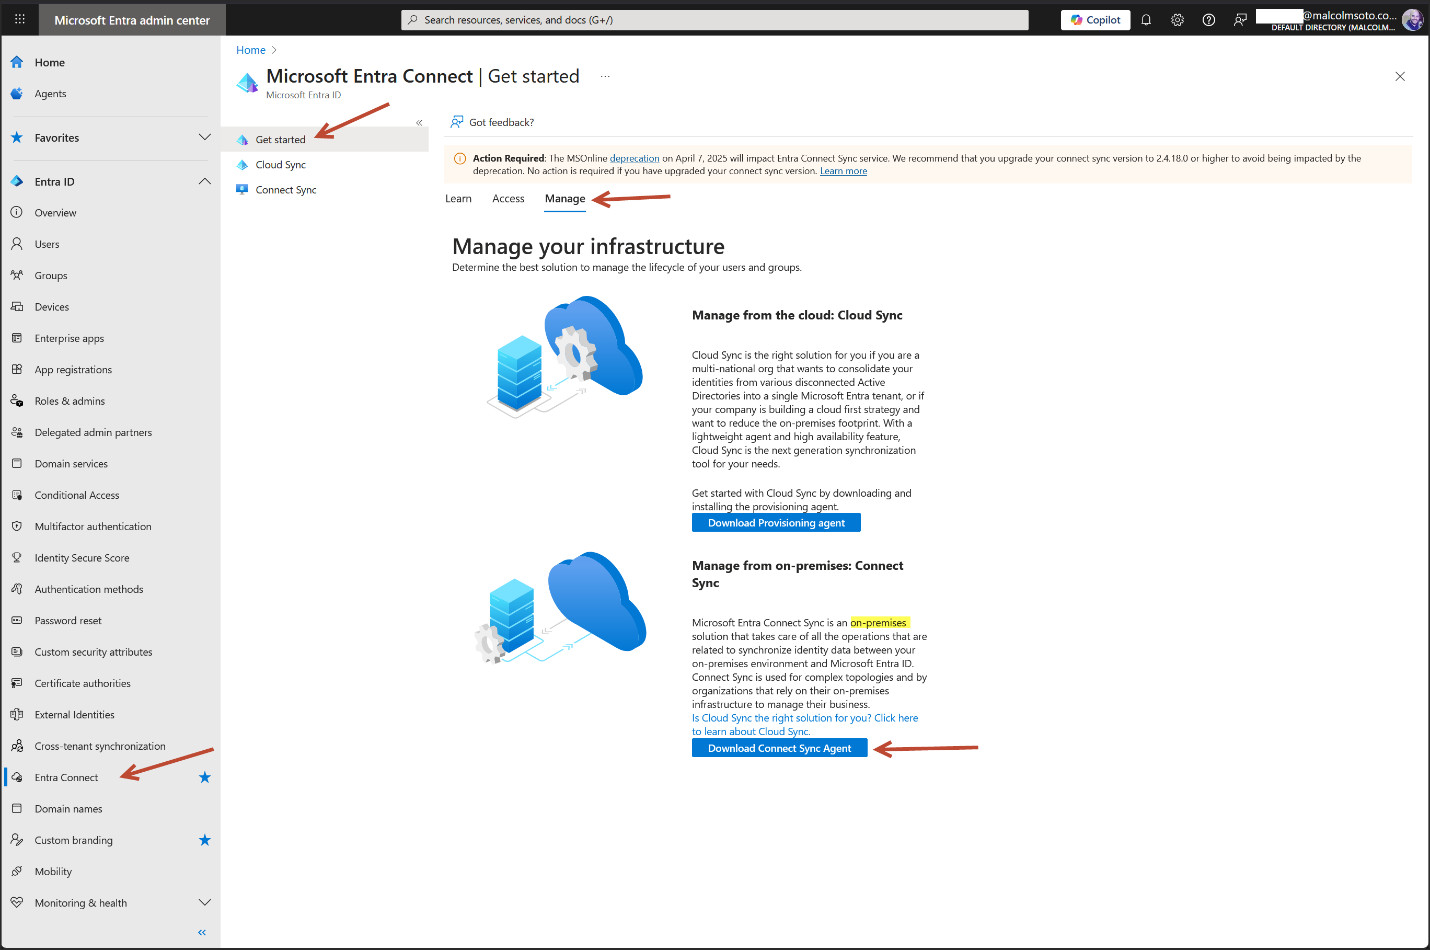 Microsoft Entra admin center
Search resources, services, and docs (G+/)
Copilot
@malcolmsoto.co...
DEFAULT DIRECTORY (MALCOLM...
Home
Agents
Favorites
Entra ID
Overview
Users
Groups
Devices
Enterprise apps
App registrations
Roles & admins
Delegated admin partners
Domain services
Conditional Access
Multifactor authentication
Identity Secure Score
Authentication methods
Password reset
Custom security attributes
Certificate authorities
External Identities
Cross-tenant synchronization
Entra Connect
Domain names
Custom branding
Mobility
Monitoring & health
Home
Microsoft Entra Connect | Get started
...
Microsoft Entra ID
Get started
Cloud Sync
Connect Sync
Got feedback?
Action Required: The MSOnline deprecation on April 7, 2025 will impact Entra Connect Sync service. We recommend that you upgrade your connect sync version to 2.4.18.0 or higher to avoid being impacted by the
deprecation. No action is required if you have upgraded your connect sync version. Learn more
Learn Access Manage
Manage your infrastructure
Determine the best solution to manage the lifecycle of your users and groups.
Manage from the cloud: Cloud Sync
Cloud Sync is the right solution for you if you are a
multi-national org that wants to consolidate your
identities from various disconnected Active
Directories into a single Microsoft Entra tenant, or if
your company is building a cloud first strategy and
want to reduce the on-premises footprint. With a
lightweight agent and high availability feature,
Cloud Sync is the next generation synchronization
tool for your needs.
Get started with Cloud Sync by downloading and
installing the provisioning agent.
Download Provisioning agent
Manage from on-premises: Connect
Sync
Microsoft Entra Connect Sync is an on-premises
solution that takes care of all the operations that are
related to synchronize identity data between your
on-premises environment and Microsoft Entra ID.
Connect Sync is used for complex topologies and by
organizations that rely on their on-premises
infrastructure to manage their business.
Is Cloud Sync the right solution for you? Click here
to learn about Cloud Sync.
Download Connect Sync Agent